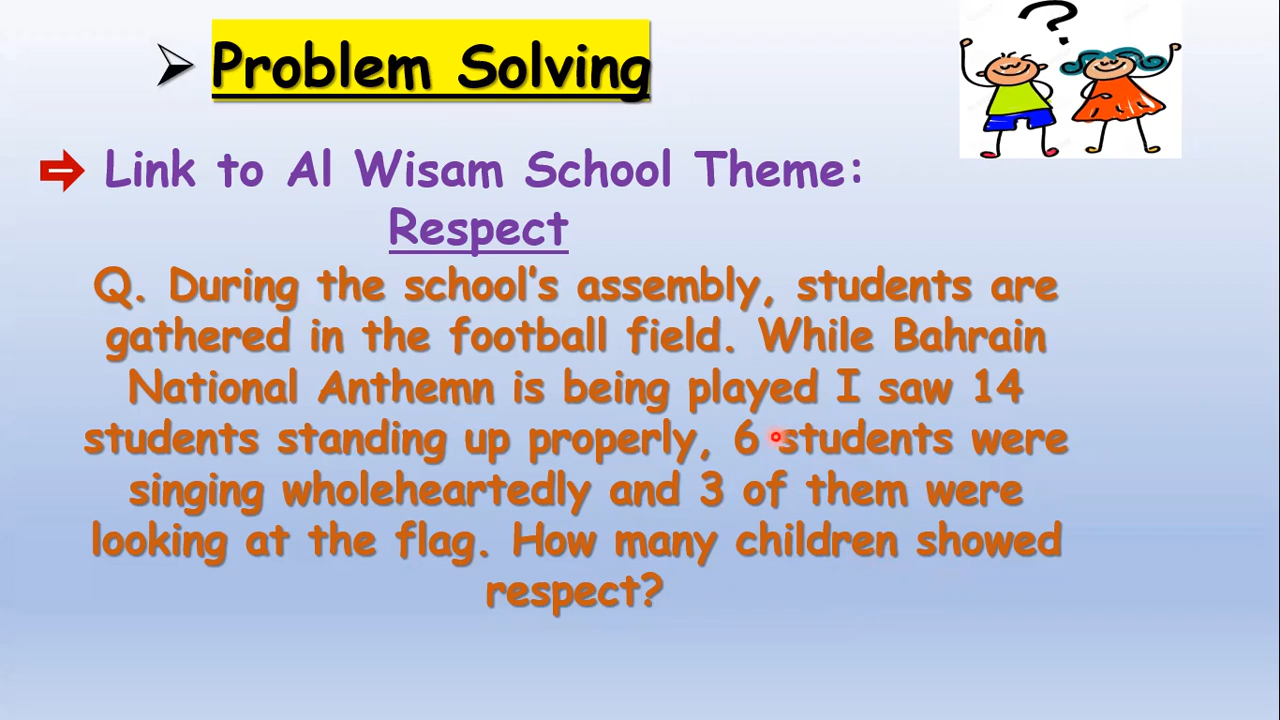 ➢ Problem Solving
⇨ Link to Al Wisam School Theme:
Respect
Q. During the school's assembly, students are
gathered in the football field. While Bahrain
National Anthemn is being played I saw 14
students standing up properly, 6 students were
singing wholeheartedly and 3 of them were
looking at the flag. How many children showed
respect?
?